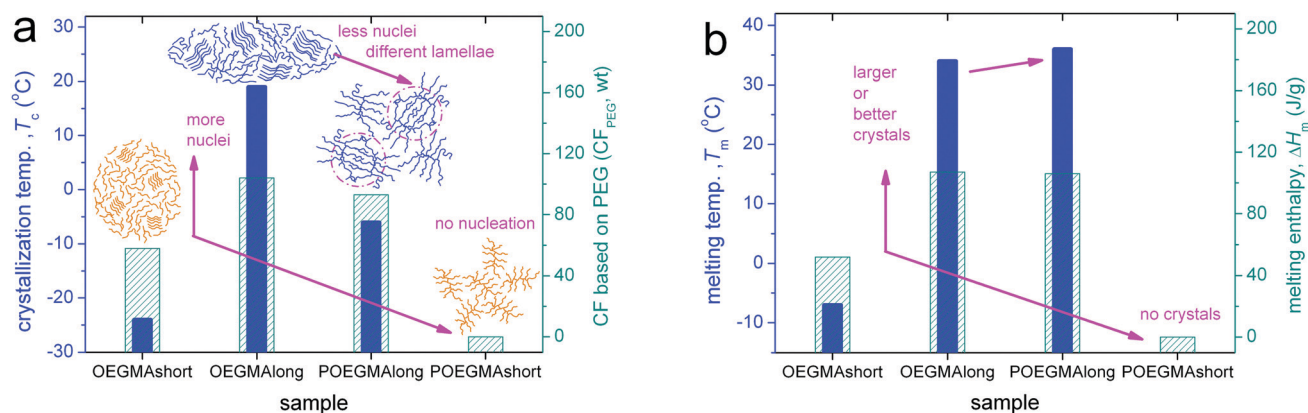 a
crystallization temp. , Tc (°C)
30
20
10
0
-10
-20
-30
less nuclei
different lamellae
more
nuclei
no nucleation
200
160
120
80
40
0
CF based on PEG (CFPEG, wt)
OEGMAshort
OEGMAlong
POEGMAlong
POEGMAshort
sample
b
melting temp. , Tm (°C)
40
30
20
10
0
-10
larger
or
better
crystals
no crystals
200
160
120
80
40
0
melting enthalpy, ΔHm (J/g)
OEGMAshort
OEGMAlong
POEGMAlong
POEGMAshort
sample